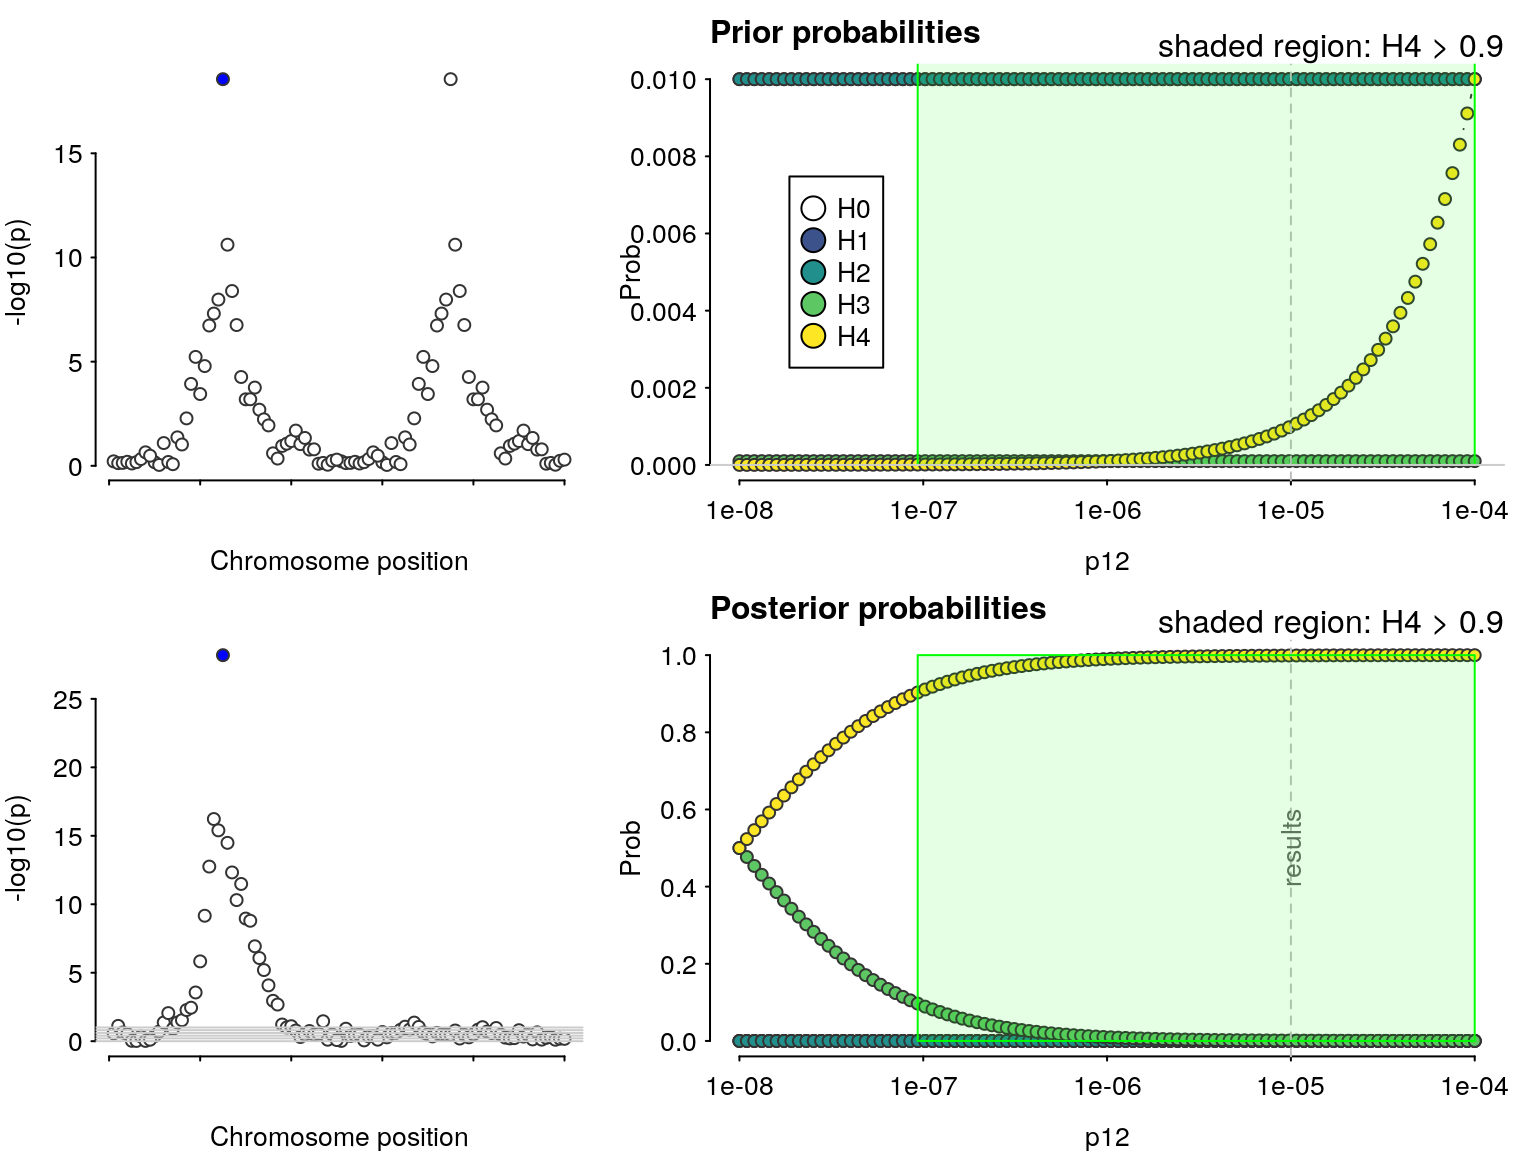 Prior probabilities
shaded region: H4 > 0.9
15
10
5
0
-log10(p)
Chromosome position
0.010
0.008
0.006
0.004
0.002
0.000
Prob
H0
H1
H2
H3
H4
1e-08 1e-07 1e-06 1e-05 1e-04
p12
Posterior probabilities
shaded region: H4 > 0.9
25
20
15
10
5
0
-log10(p)
Chromosome position
1.0
0.8
0.6
0.4
0.2
0.0
Prob
results
1e-08 1e-07 1e-06 1e-05 1e-04
p12